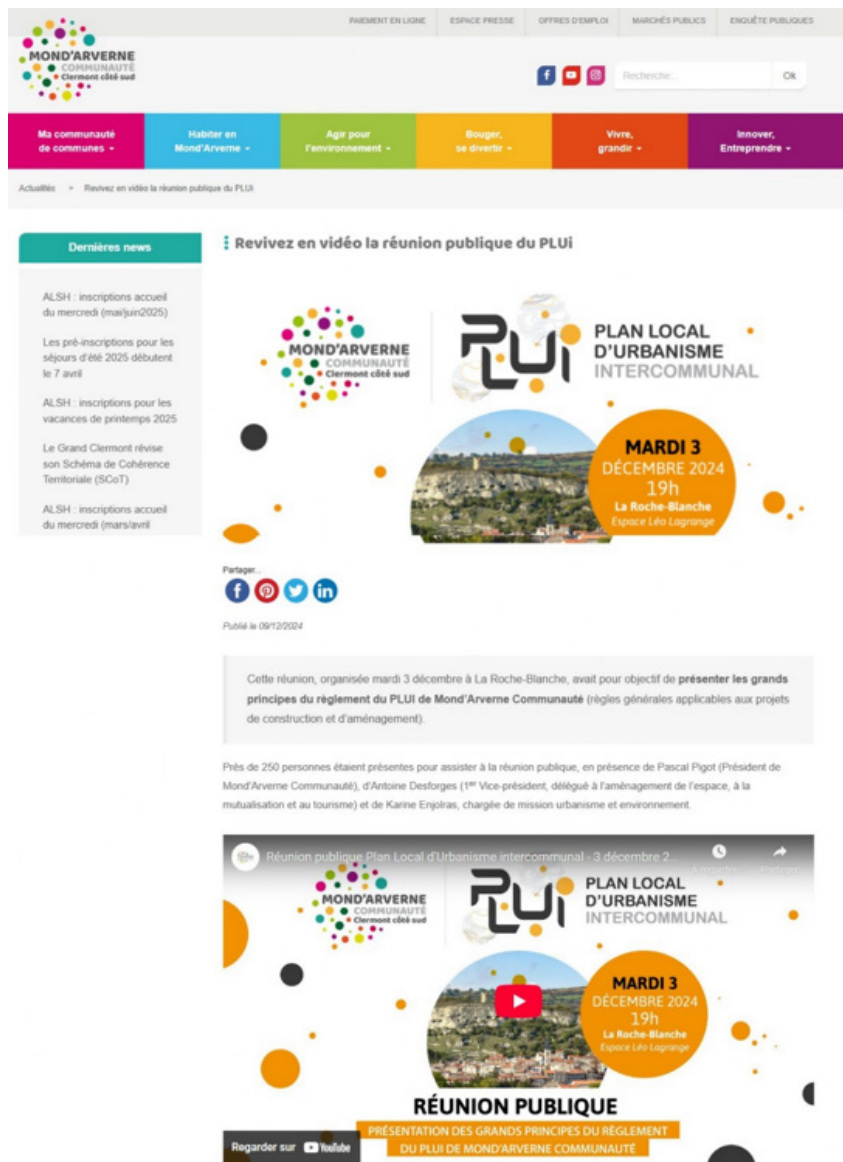 PAIEMENT EN LIGNE
ESPACE PRESSE
OFFRES D'EMPLOI
MARCHÉS PUBLICS
ENQUÊTE PUBLIQUES
MOND'ARVERNE
COMMUNAUTÉ
Clermont côté sud
Recherche...
Ok
Ma communauté
de communes
Habiter en
Mond'Arverne
Agir pour
l'environnement
Bouger,
se divertir
Vivre,
grandir
Innover,
Entreprendre
Actualités » Revivez en vidéo la réunion publique du PLUi
Dernières news
ALSH : inscriptions accueil
du mercredi (mai/juin2025)
Les pré-inscriptions pour les
séjours d'été 2025 débutent
le 7 avril
ALSH : inscriptions pour les
vacances de printemps 2025
Le Grand Clermont révise
son Schéma de Cohérence
Territoriale (SCoT)
ALSH : inscriptions accueil
du mercredi (mars/avril
Revivez en vidéo la réunion publique du PLUi
MOND'ARVERNE
COMMUNAUTÉ
Clermont côté sud
PLUi
PLAN LOCAL
D'URBANISME
INTERCOMMUNAL
MARDI 3
DÉCEMBRE 2024
19h
La Roche-Blanche
Espace Léo Lagrange
Partager...
Publié le 09/12/2024
Cette réunion, organisée mardi 3 décembre à La Roche-Blanche, avait pour objectif de présenter les grands
principes du règlement du PLUI de Mond'Arverne Communauté (règles générales applicables aux projets
de construction et d'aménagement).
Près de 250 personnes étaient présentes pour assister à la réunion publique, en présence de Pascal Pigot (Président de
Mond'Arverne Communauté), d'Antoine Desforges (1er Vice-président, délégué à l'aménagement de l'espace, à la
mutualisation et au tourisme) et de Karine Enjolras, chargée de mission urbanisme et environnement.
Réunion publique Plan Local d'Urbanisme intercommunal - 3 décembre 2...
À regarder
Partager
MOND'ARVERNE
COMMUNAUTÉ
Clermont côté sud
PLUi
PLAN LOCAL
D'URBANISME
INTERCOMMUNAL
MARDI 3
DÉCEMBRE 2024
19h
La Roche-Blanche
Espace Léo Lagrange
RÉUNION PUBLIQUE
PRÉSENTATION DES GRANDS PRINCIPES DU RÈGLEMENT
DU PLUI DE MOND'ARVERNE COMMUNAUTÉ
Regarder sur YouTube